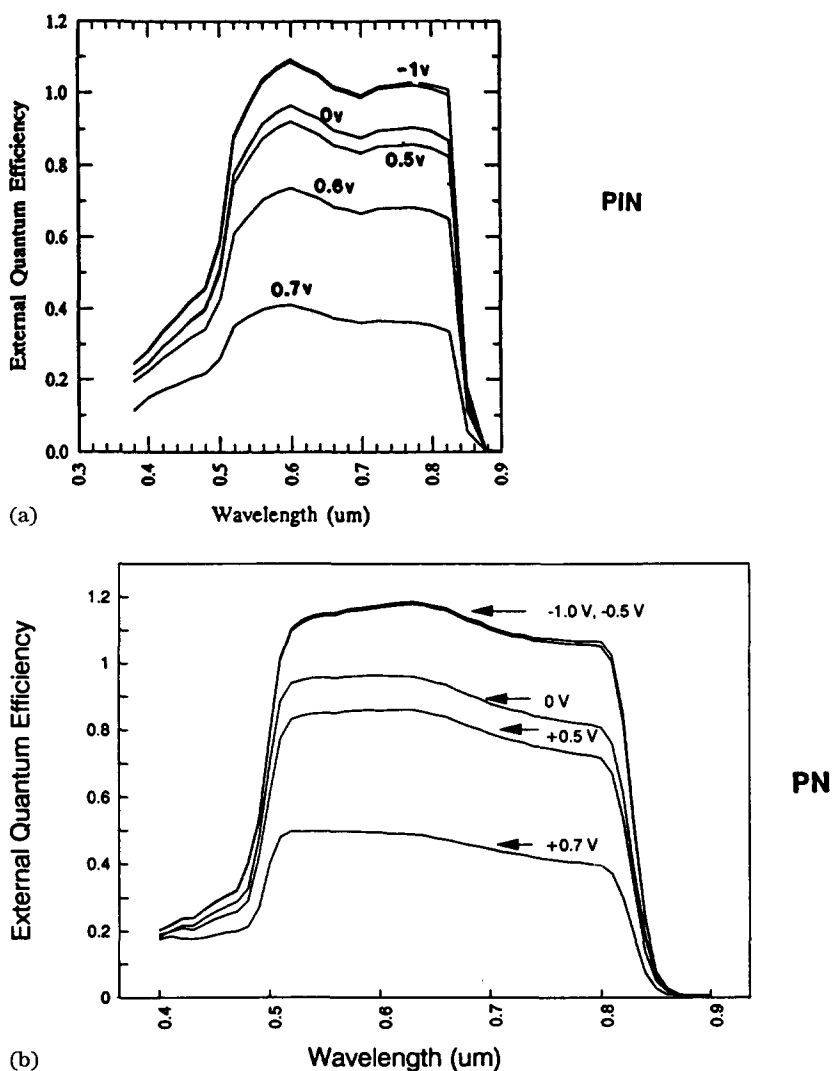 1.2
1.0
0.8
0.6
0.4
0.2
0.0
External Quantum Efficiency
-1v
0v
0.5v
0.6v
0.7v
PIN
0.3
0.4
0.5
0.6
0.7
0.8
0.9
(a)
Wavelength (um)
1.2
1
0.8
0.6
0.4
0.2
0
External Quantum Efficiency
-1.0 V, -0.5 V
0 V
+0.5 V
+0.7 V
PN
0.4
0.5
0.6
0.7
0.8
0.9
(b)
Wavelength (um)